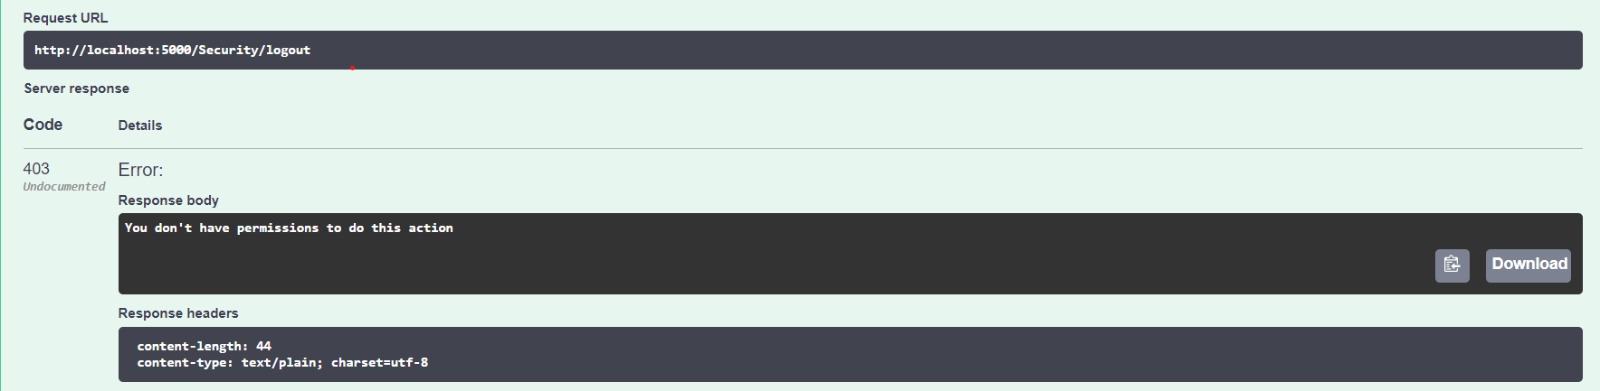 Request URL
http://localhost:5000/Security/logout
Server response
Code Details
403 Error:
Undocumented
Response body
You don't have permissions to do this action
Download
Response headers
content-length: 44
content-type: text/plain; charset=utf-8